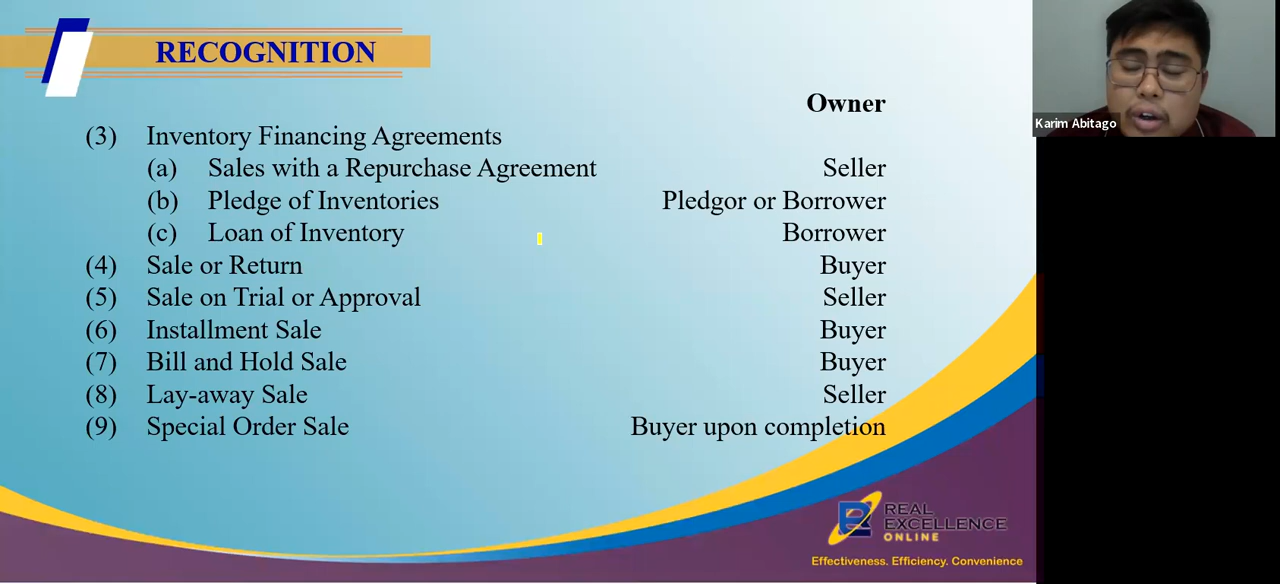 RECOGNITION
Owner
(3) Inventory Financing Agreements
(a) Sales with a Repurchase Agreement Seller
(b) Pledge of Inventories Pledgor or Borrower
(c) Loan of Inventory Borrower
(4) Sale or Return Buyer
(5) Sale on Trial or Approval Seller
(6) Installment Sale Buyer
(7) Bill and Hold Sale Buyer
(8) Lay-away Sale Seller
(9) Special Order Sale Buyer upon completion
REAL
EXCELLENCE
ONLINE
Effectiveness. Efficiency. Convenience
Karim Abitago